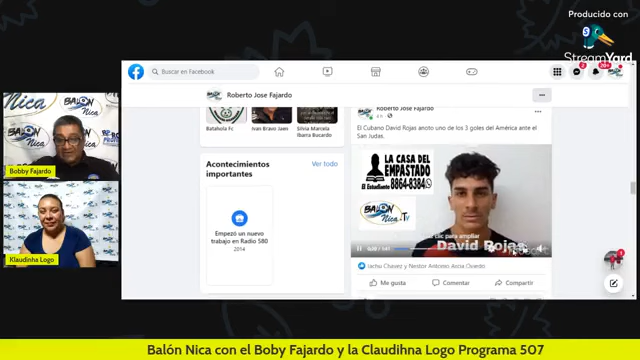 Producido con
StreamYard
Buscar en Facebook
Roberto Jose Fajardo
Batahola Fc
Ivan Bravo Jaen
Silvia Marcela
Ibarra Bucardo
Acontecimientos
importantes
Ver todo
Empezó un nuevo
trabajo en Radio 580
2014
Roberto Jose Fajardo
El Cubano David Rojas anoto uno de los 3 goles del América ante el
San Judas.
LA CASA DEL
EMPASTADO
El Estudiante 8864-8384
BALÓN
Nica.Tv
clic para ampliar
David Rojas
Iachu Chavez y Nestor Antonio
Me gusta
Comentar
Compartir
BALÓN
Nica
Bobby Fajardo
Klaudinha Logo
Balón Nica con el Boby Fajardo y la Claudihna Logo Programa 507